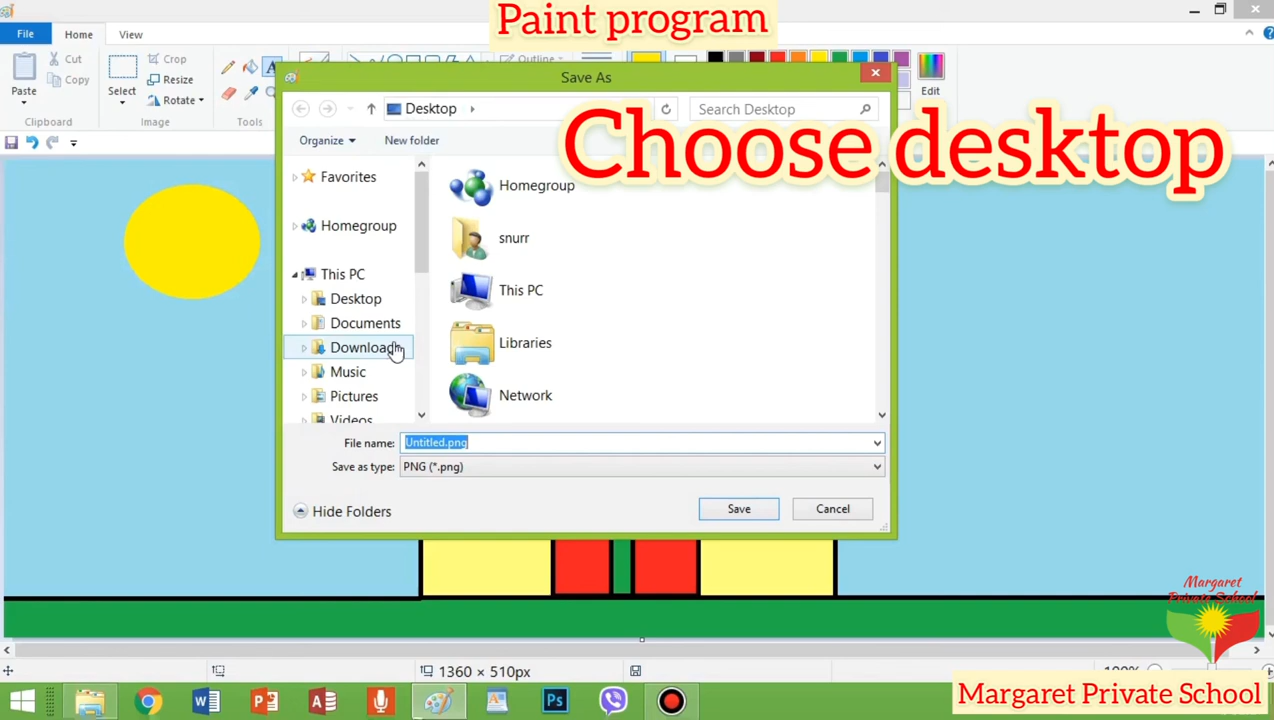 Paint program
File
Home
View
Cut
Crop
Paste
Copy
Select
Resize
Rotate
Outline
Edit
Clipboard
Image
Tools
Save As
Desktop
Search Desktop
Choose desktop
Organize
New folder
Favorites
Homegroup
This PC
Desktop
Documents
Music
Pictures
Videos
Homegroup
snurr
This PC
Libraries
Network
File name:
Untitled.png
Save as type:
PNG (*.png)
Hide Folders
Save
Cancel
Margaret
Private School
1360 × 510px
Margaret Private School